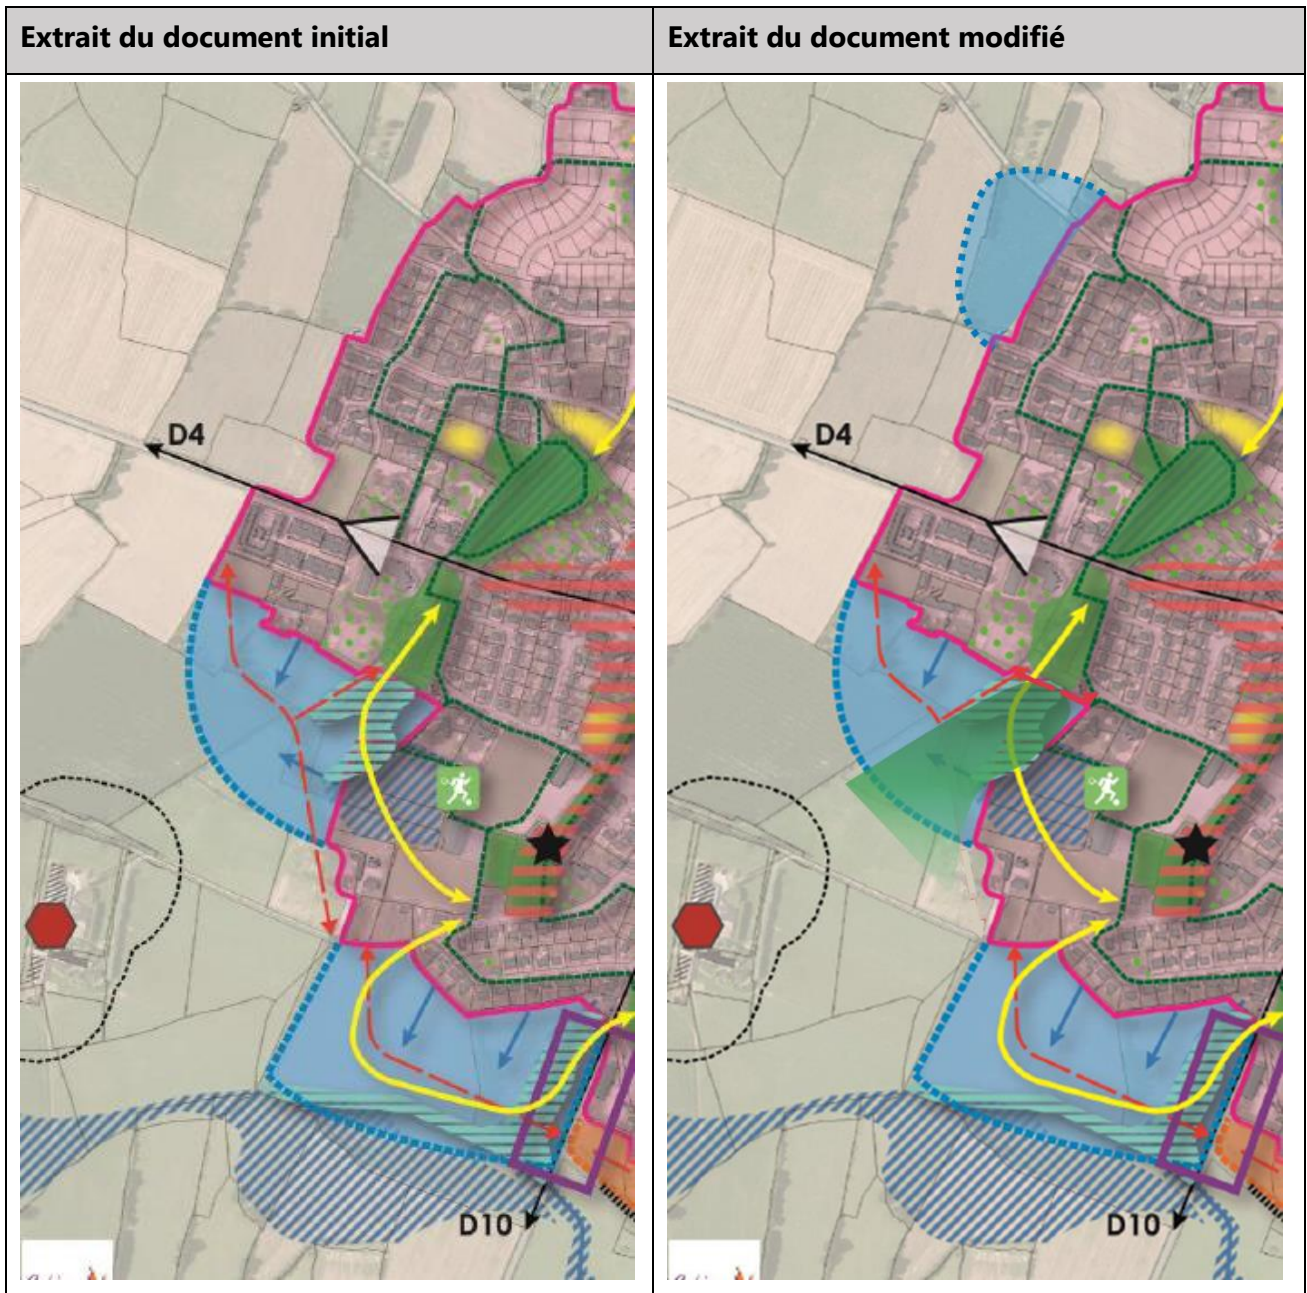 Extrait du document initial
Extrait du document modifié
D4
D4
D10
D10